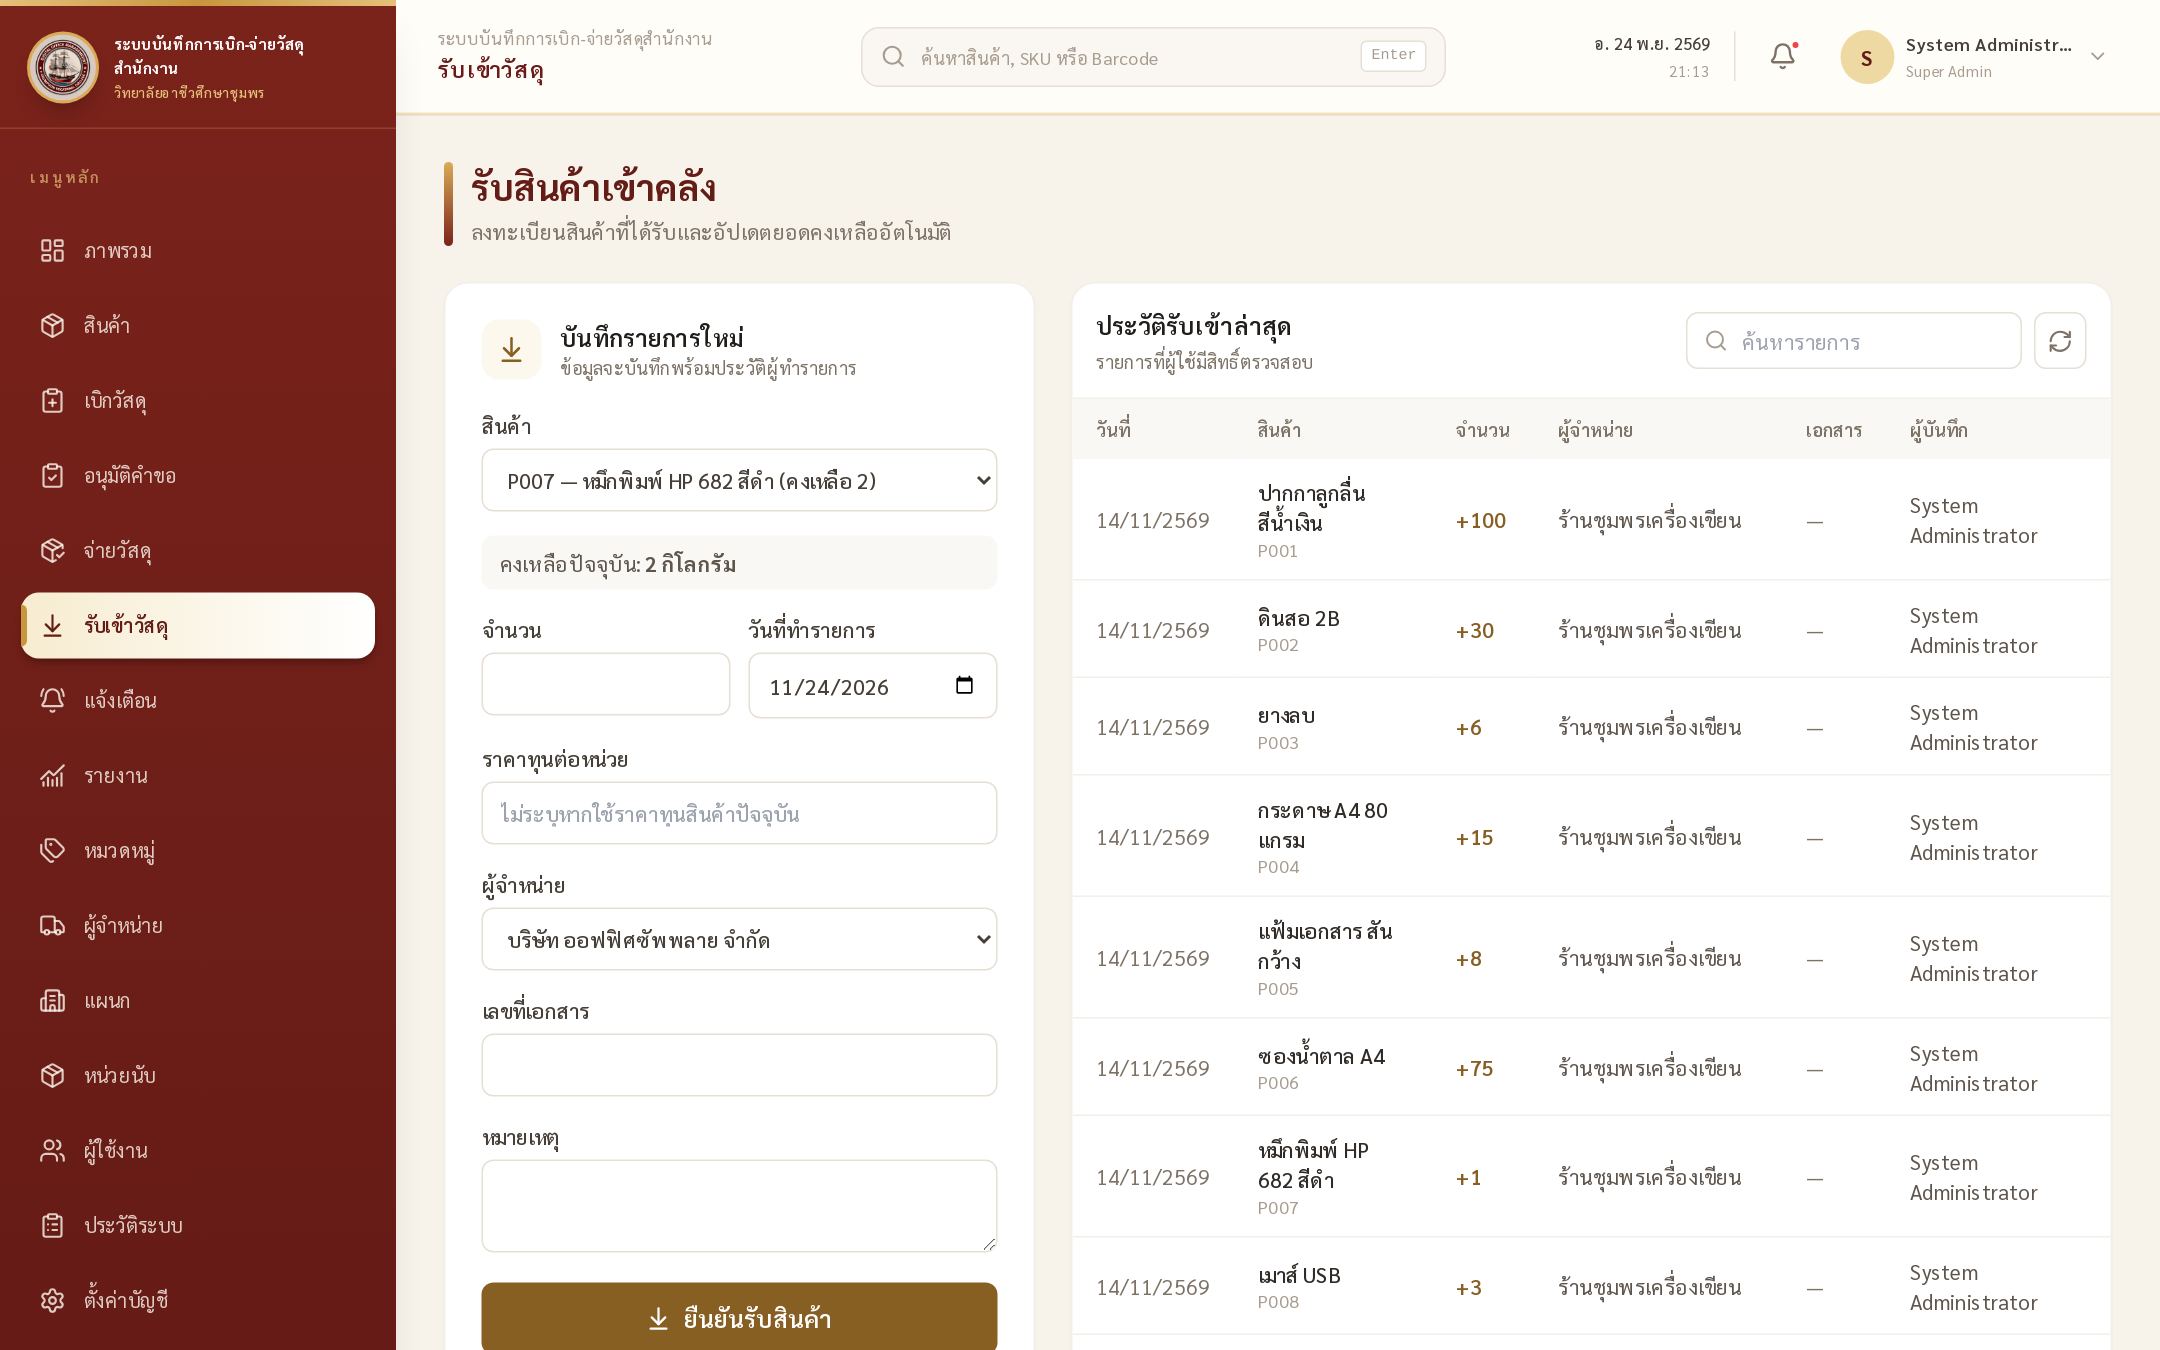 ระบบบันทึกการเบิก-จ่ายวัสดุ
สำนักงาน
วิทยาลัยอาชีวศึกษาชุมพร
เมนูหลัก
ภาพรวม
สินค้า
เบิกวัสดุ
อนุมัติคำขอ
จ่ายวัสดุ
รับเข้าวัสดุ
แจ้งเตือน
รายงาน
หมวดหมู่
ผู้จำหน่าย
แผนก
หน่วยนับ
ผู้ใช้งาน
ประวัติระบบ
ตั้งค่าบัญชี
ระบบบันทึกการเบิก-จ่ายวัสดุสำนักงาน
รับเข้าวัสดุ
ค้นหาสินค้า, SKU หรือ Barcode
Enter
อ. 24 พ.ย. 2569
21:13
S
System Administr...
Super Admin
รับสินค้าเข้าคลัง
ลงทะเบียนสินค้าที่ได้รับและอัปเดตยอดคงเหลืออัตโนมัติ
บันทึกรายการใหม่
ข้อมูลจะบันทึกพร้อมประวัติผู้ทำรายการ
สินค้า
P007 — หมึกพิมพ์ HP 682 สีดำ (คงเหลือ 2)
คงเหลือปัจจุบัน: 2 กิโลกรัม
จำนวน
วันที่ทำรายการ
11/24/2026
ราคาทุนต่อหน่วย
ไม่ระบุหากใช้ราคาทุนสินค้าปัจจุบัน
ผู้จำหน่าย
บริษัท ออฟฟิศซัพพลาย จำกัด
เลขที่เอกสาร
หมายเหตุ
ยืนยันรับสินค้า
ประวัติรับเข้าล่าสุด
รายการที่ผู้ใช้มีสิทธิ์ตรวจสอบ
ค้นหารายการ
วันที่ สินค้า จำนวน ผู้จำหน่าย เอกสาร ผู้บันทึก
14/11/2569 ปากกาลูกลื่น สีน้ำเงิน P001 +100 ร้านชุมพรเครื่องเขียน — System Administrator
14/11/2569 ดินสอ 2B P002 +30 ร้านชุมพรเครื่องเขียน — System Administrator
14/11/2569 ยางลบ P003 +6 ร้านชุมพรเครื่องเขียน — System Administrator
14/11/2569 กระดาษ A4 80 แกรม P004 +15 ร้านชุมพรเครื่องเขียน — System Administrator
14/11/2569 แฟ้มเอกสาร สันกว้าง P005 +8 ร้านชุมพรเครื่องเขียน — System Administrator
14/11/2569 ซองน้ำตาล A4 P006 +75 ร้านชุมพรเครื่องเขียน — System Administrator
14/11/2569 หมึกพิมพ์ HP 682 สีดำ P007 +1 ร้านชุมพรเครื่องเขียน — System Administrator
14/11/2569 เมาส์ USB P008 +3 ร้านชุมพรเครื่องเขียน — System Administrator